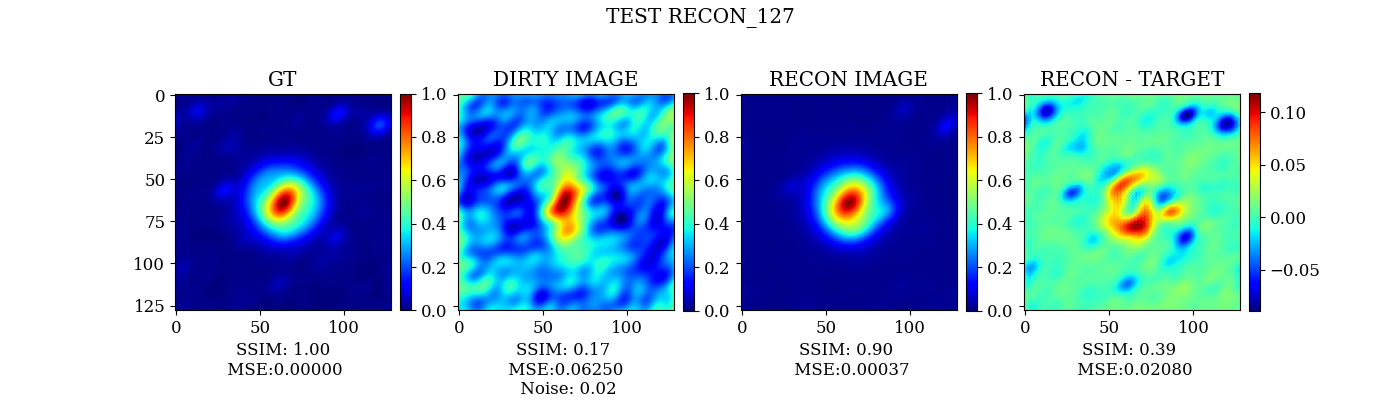 TEST RECON_127
GT
DIRTY IMAGE
RECON IMAGE
RECON - TARGET
0
25
50
75
100
125
0 50 100
1.0
0.8
0.6
0.4
0.2
0.0
0 50 100
1.0
0.8
0.6
0.4
0.2
0.0
0 50 100
1.0
0.8
0.6
0.4
0.2
0.0
0 50 100
0.10
0.05
0.00
−0.05
SSIM: 1.00
MSE:0.00000
SSIM: 0.17
MSE:0.06250
Noise: 0.02
SSIM: 0.90
MSE:0.00037
SSIM: 0.39
MSE:0.02080